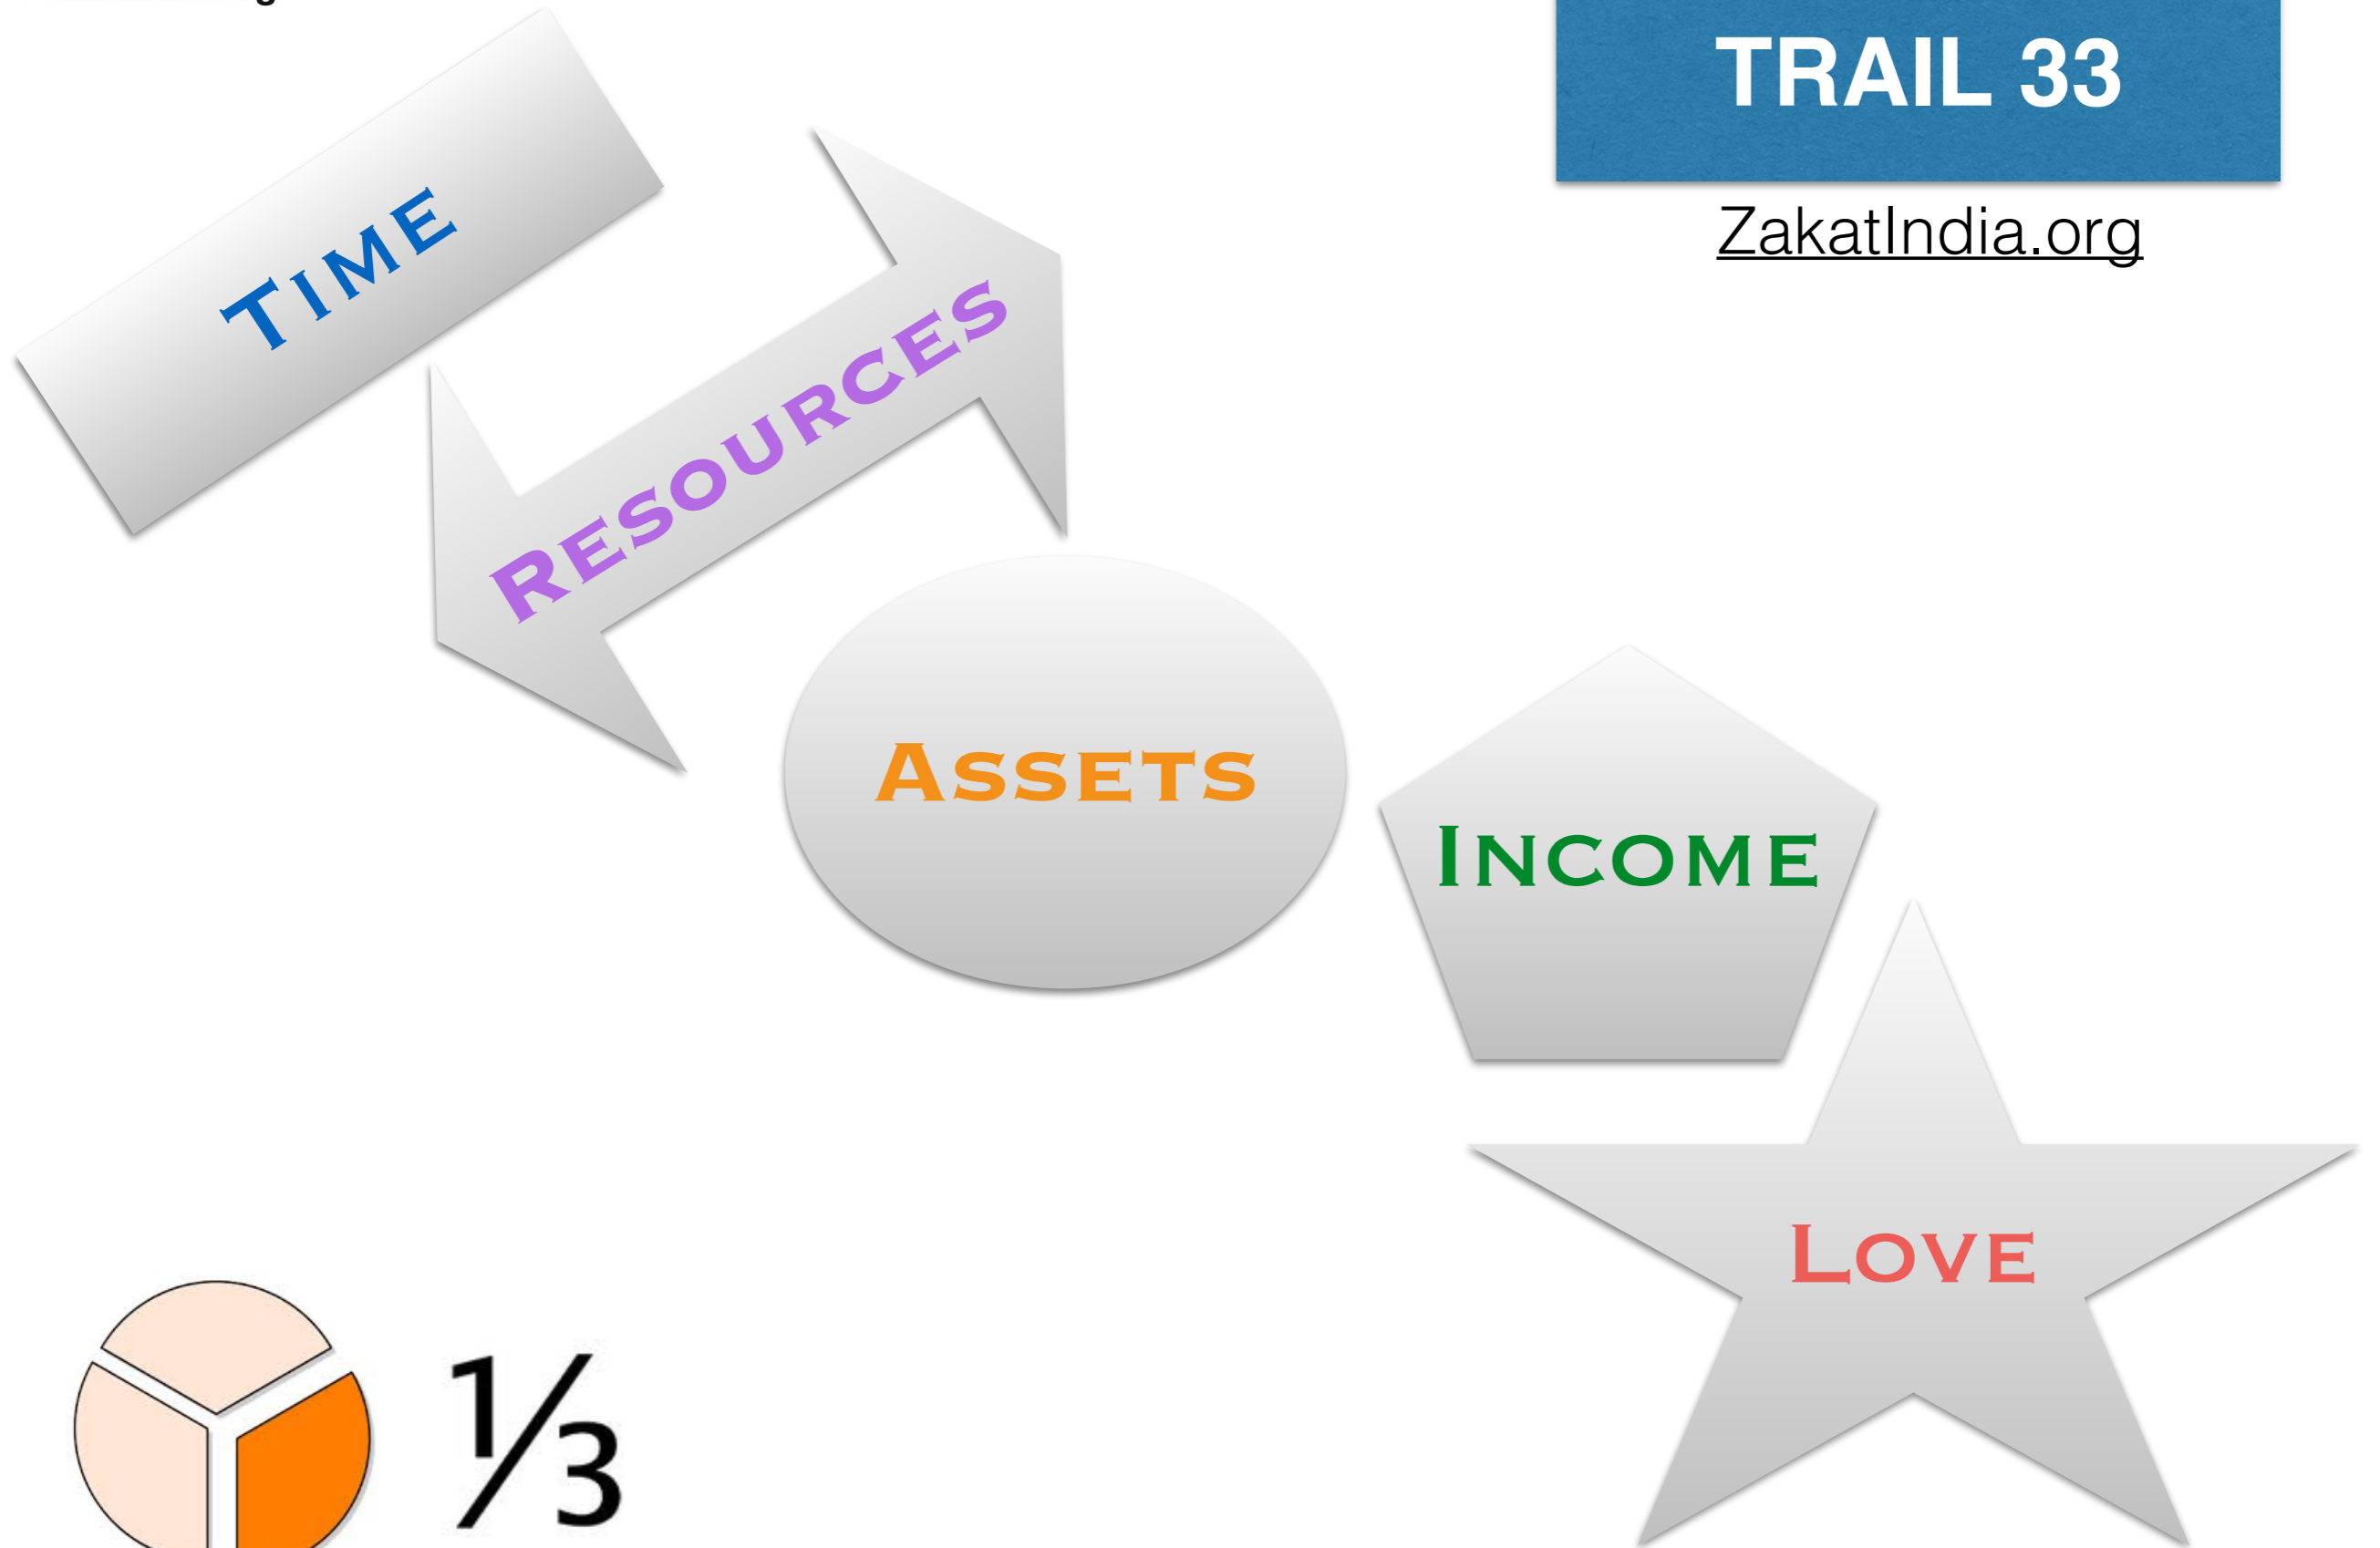 TRAIL 33
ZakatIndia.org
TIME
RESOURCES
ASSETS
INCOME
LOVE
1/3